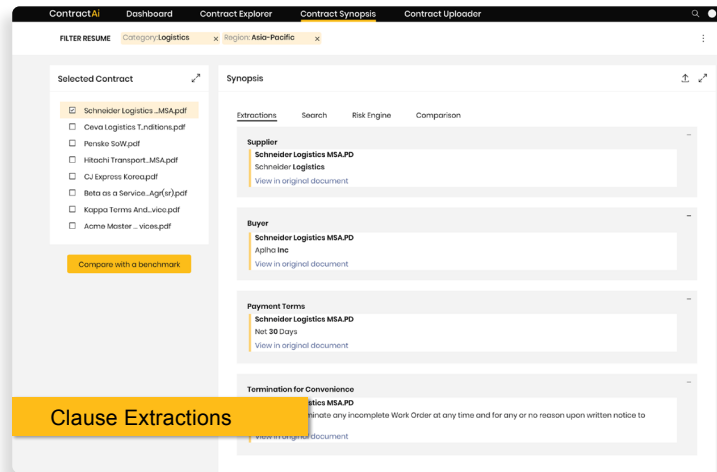 ContractAi Dashboard Contract Explorer Contract Synopsis Contract Uploader
FILTER RESUME Category:Logistics x Region: Asia-Pacific x
Selected Contract
Schneider Logistics ...MSA.pdf
Ceva Logistics T..nditions.pdf
Penske SoW.pdf
Hitachi Transport...MSA.pdf
CJ Express Korea.pdf
Beta as a Service...Agr(sr).pdf
Kappa Terms And...vice.pdf
Acme Master ... vices.pdf
Compare with a benchmark
Synopsis
Extractions Search Risk Engine Comparison
Supplier
Schneider Logistics MSA.PD
Schneider Logistics
View in original document
Buyer
Schneider Logistics MSA.PD
Aplha Inc
View in original document
Payment Terms
Schneider Logistics MSA.PD
Net 30 Days
View in original document
Termination for Convenience
stics MSA.PD
minate any incomplete Work Order at any time and for any or no reason upon written notice to
View in original document
Clause Extractions